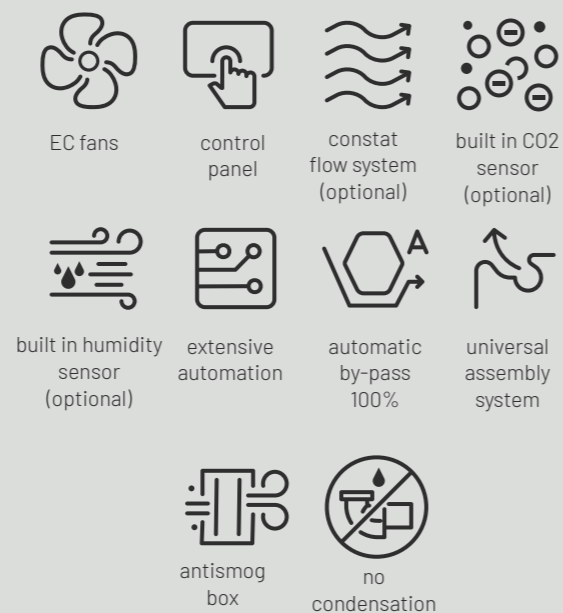 EC fans
control
panel
constat
flow system
(optional)
built in CO2
sensor
(optional)
built in humidity
sensor
(optional)
extensive
automation
A
automatic
by-pass
100%
universal
assembly
system
antismog
box
no
condensation